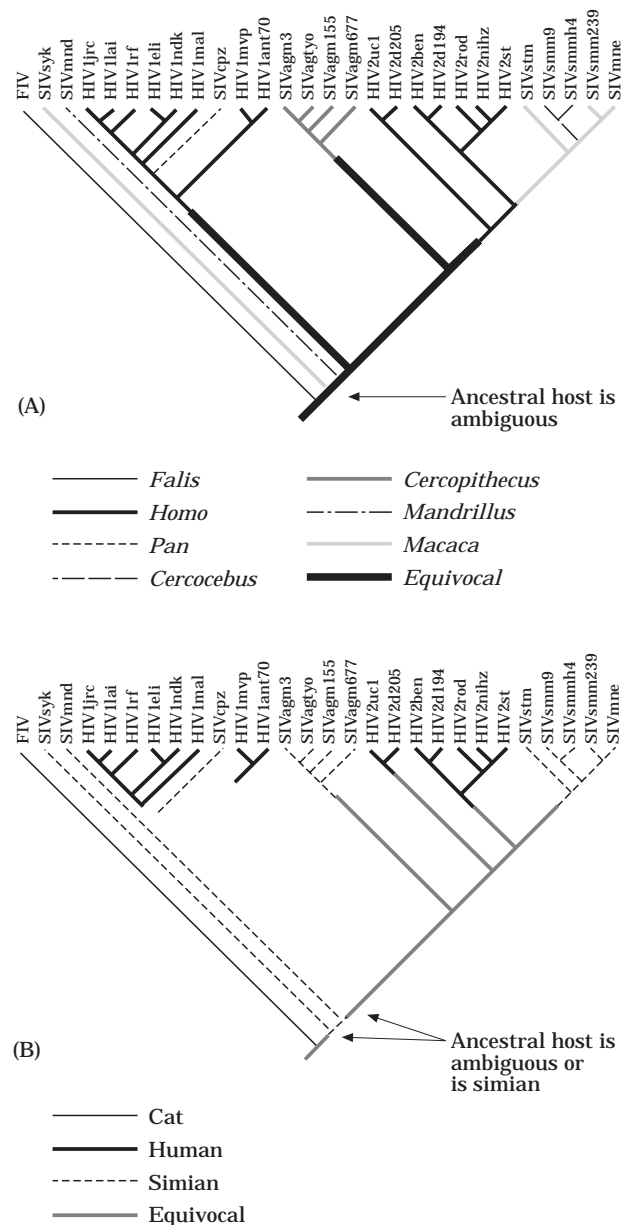 FIV
SIVsyk
SIVmnd
HIV1jrc
HIV1lai
HIV1rf
HIV1eli
HIV1ndk
HIV1mal
SIVcpz
HIV1mvp
HIV1ant70
SIVagm3
SIVagtyo
SIVagm155
SIVagm677
HIV2uc1
HIV2d205
HIV2ben
HIV2d194
HIV2rod
HIV2nihz
HIV2st
SIVstm
SIVsmm9
SIVsmmh4
SIVsmm239
SIVmne
(A)
Ancestral host is
ambiguous
Falis
Homo
Pan
Cercocebus
Cercopithecus
Mandrillus
Macaca
Equivocal
FIV
SIVsyk
SIVmnd
HIV1jrc
HIV1lai
HIV1rf
HIV1eli
HIV1ndk
HIV1mal
SIVcpz
HIV1mvp
HIV1ant70
SIVagm3
SIVagtyo
SIVagm155
SIVagm677
HIV2uc1
HIV2d205
HIV2ben
HIV2d194
HIV2rod
HIV2nihz
HIV2st
SIVstm
SIVsmm9
SIVsmmh4
SIVsmm239
SIVmne
(B)
Ancestral host is
ambiguous or
is simian
Cat
Human
Simian
Equivocal